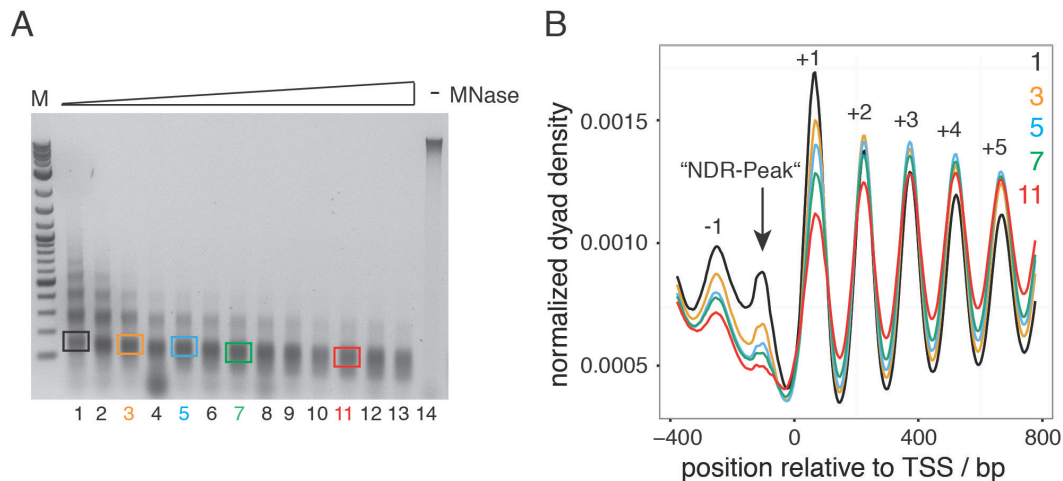 A
M
- MNase
1 2 3 4 5 6 7 8 9 10 11 12 13 14
B
+1
+2
+3
+4
+5
-1
“NDR-Peak“
1
3
5
7
11
normalized dyad density
0.0015
0.0010
0.0005
−400 0 400 800
position relative to TSS / bp